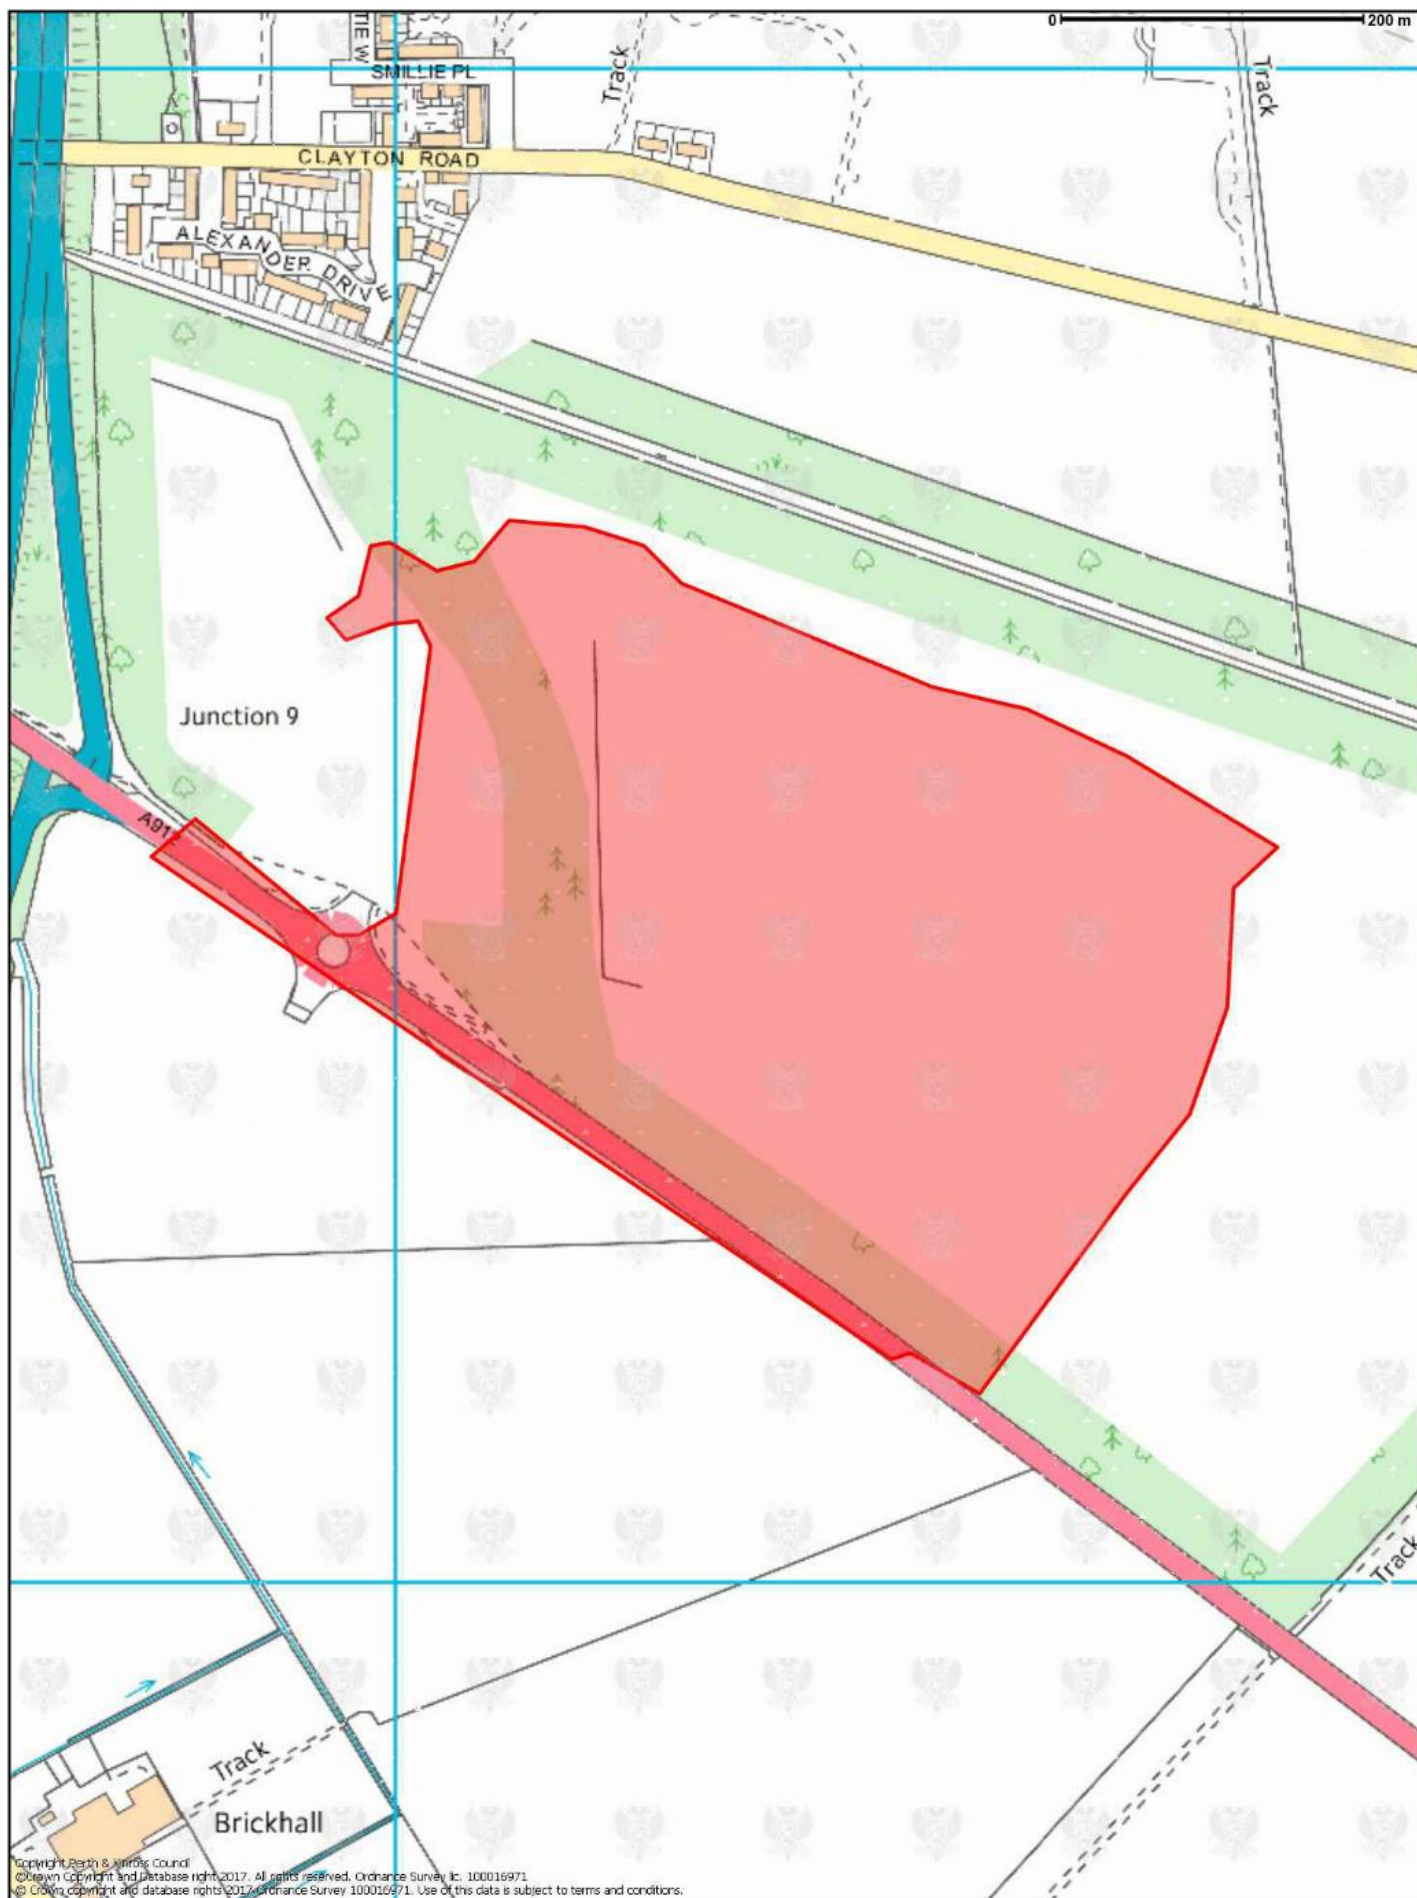 0 200 m
TIE W
SMILLIE PL
Track
Track
CLAYTON ROAD
ALEXANDER DRIVE
Junction 9
A912
Track
Track
Brickhall
Copyright Perth & Kinross Council
©Crown Copyright and Database right 2017. All rights reserved. Ordnance Survey lic. 100016971
© Crown copyright and database rights 2017 Ordnance Survey 100016971. Use of this data is subject to terms and conditions.